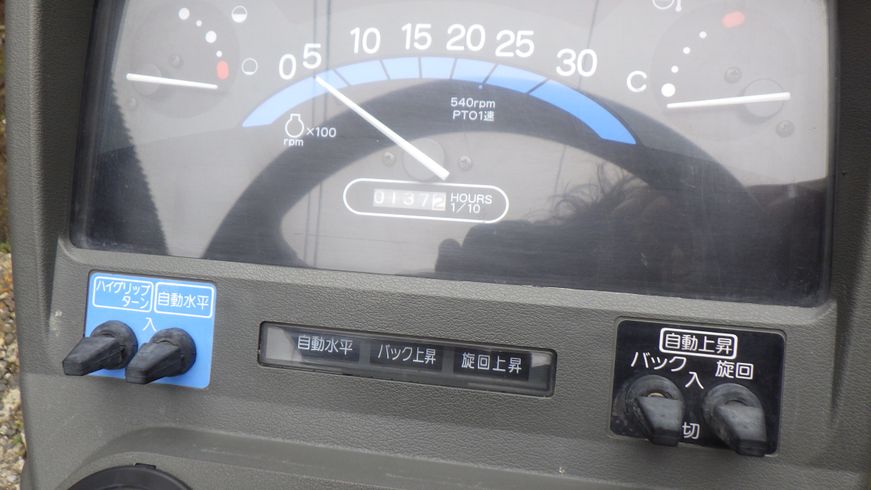 0 5 10 15 20 25 30
C
540rpm
PTO1速
×100
rpm
01372
HOURS
1/10
ハイグリップ
ターン
自動水平
入
自動水平
バック上昇
旋回上昇
自動上昇
バック
入
旋回
切